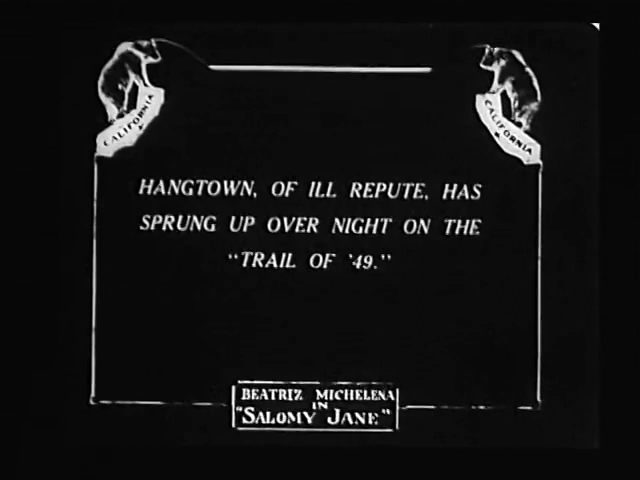 CALIFORNIA
CALIFORNIA
HANGTOWN, OF ILL REPUTE, HAS
SPRUNG UP OVER NIGHT ON THE
"TRAIL OF '49."
BEATRIZ MICHELENA
IN
"SALOMY JANE"